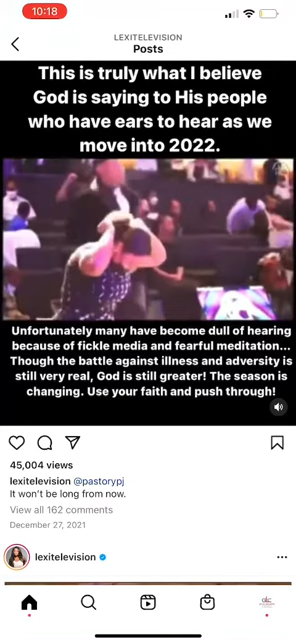 10:18
LEXITELEVISION
Posts
This is truly what I believe
God is saying to His people
who have ears to hear as we
move into 2022.
Unfortunately many have become dull of hearing
because of fickle media and fearful meditation...
Though the battle against illness and adversity is
still very real, God is still greater! The season is
changing. Use your faith and push through!
45,004 views
lexitelevision @pastorypj
It won't be long from now.
View all 162 comments
December 27, 2021
lexitelevision